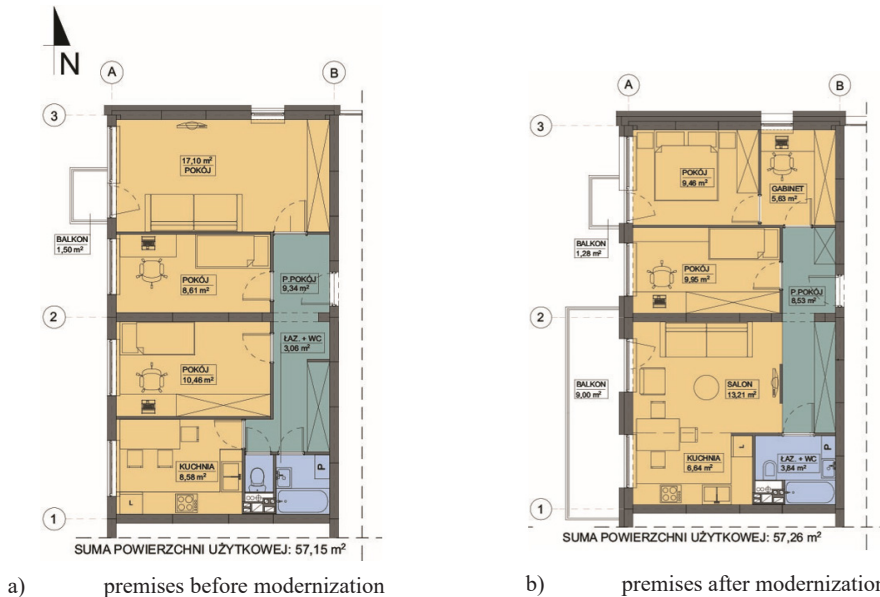 N
A
B
3
17,10 m²
POKÓJ
BALKON
1,50 m²
POKÓJ
8,61 m²
P.POKÓJ
9,34 m²
2
ŁAZ. + WC
3,06 m²
POKÓJ
10,46 m²
KUCHNIA
8,58 m²
L
P
1
SUMA POWIERZCHNI UŻYTKOWEJ: 57,15 m²
a) premises before modernization
A
B
3
POKÓJ
9,46 m²
GABINET
5,63 m²
BALKON
1,28 m²
POKÓJ
9,95 m²
P.POKÓJ
8,53 m²
2
BALKON
9,00 m²
SALON
13,21 m²
KUCHNIA
6,64 m²
L
ŁAZ. + WC
3,84 m²
P
1
SUMA POWIERZCHNI UŻYTKOWEJ: 57,26 m²
b) premises after modernization